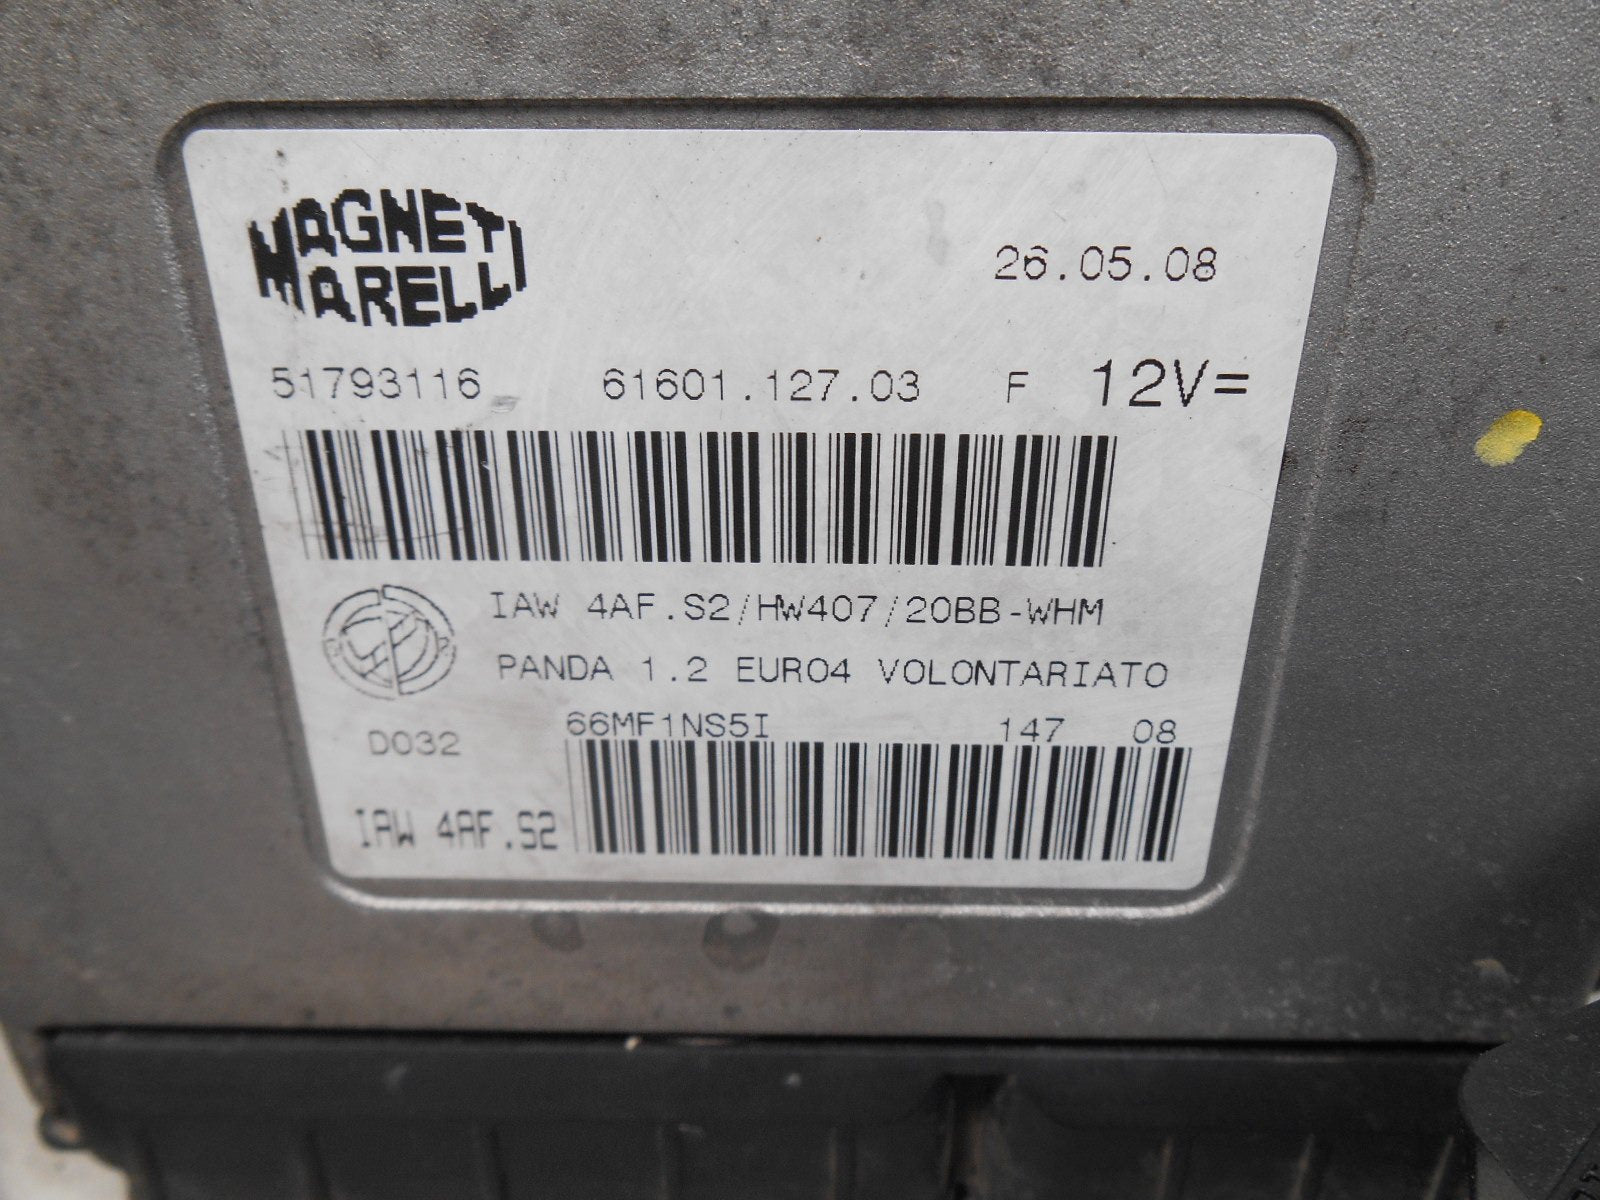 MAGNETI
MARELLI
26.05.08
51793116 61601.127.03 F 12V=
IAW 4AF.S2/HW407/20BB-WHM
PANDA 1.2 EURO4 VOLONTARIATO
66MF1NS5I 147 08
D032
IAW 4AF.S2